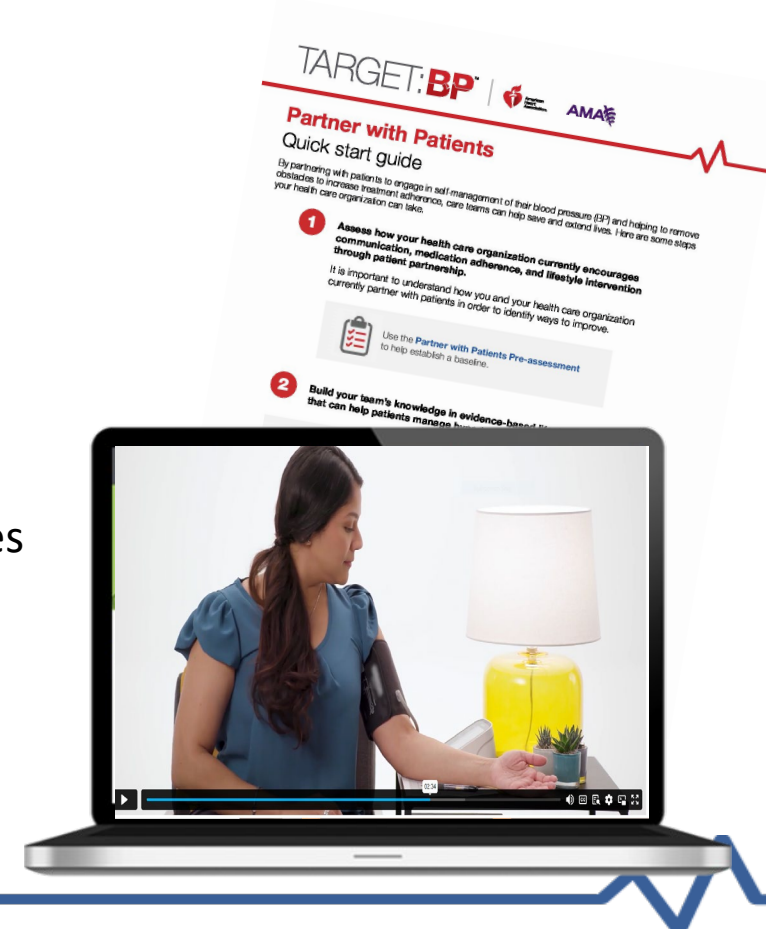 TARGET:BP™
American
Heart
Association.
AMA
Partner with Patients
Quick start guide
By partnering with patients to engage in self-management of their blood pressure (BP) and helping to remove
obstacles to increase treatment adherence, care teams can help save and extend lives. Here are some steps
your health care organization can take.
1
Assess how your health care organization currently encourages
communication, medication adherence, and lifestyle intervention
through patient partnership.
It is important to understand how you and your health care organization
currently partner with patients in order to identify ways to improve.
Use the Partner with Patients Pre-assessment
to help establish a baseline.
2
Build your team's knowledge in evidence-based
that can help patients manage
es
02:34
CC